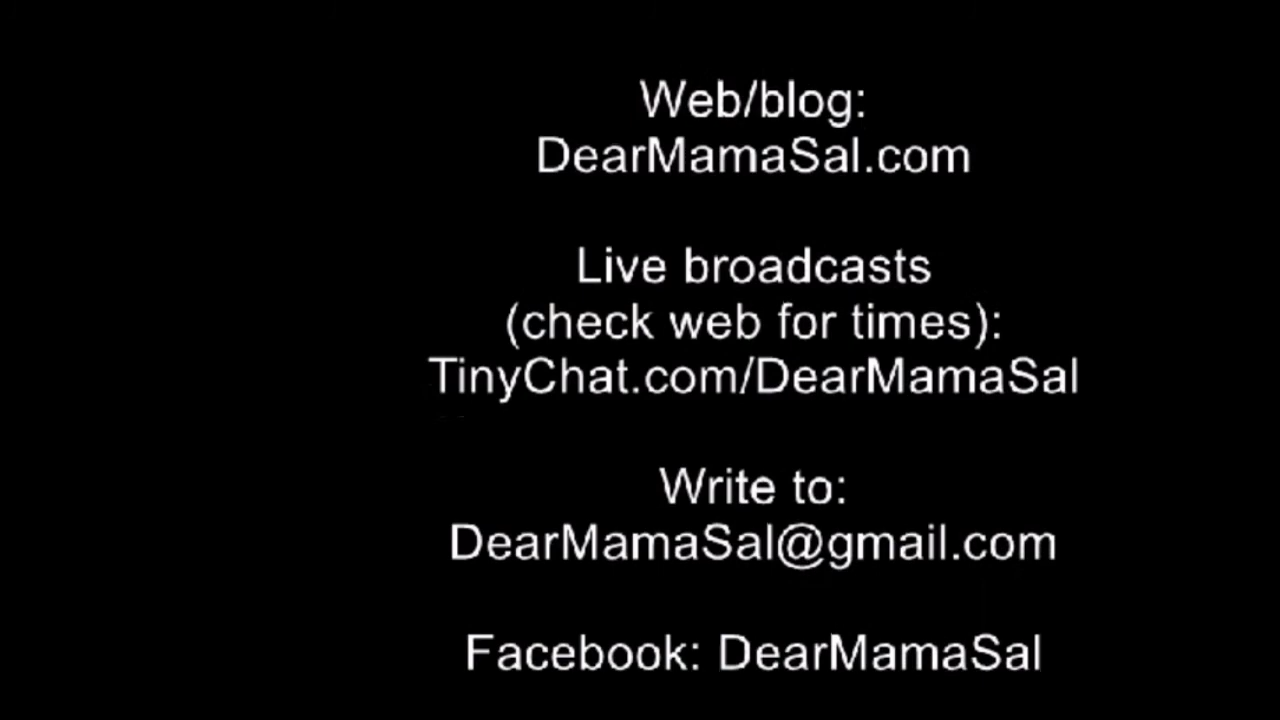 Web/blog:
DearMamaSal.com
Live broadcasts
(check web for times):
TinyChat.com/DearMamaSal
Write to:
DearMamaSal@gmail.com
Facebook: DearMamaSal